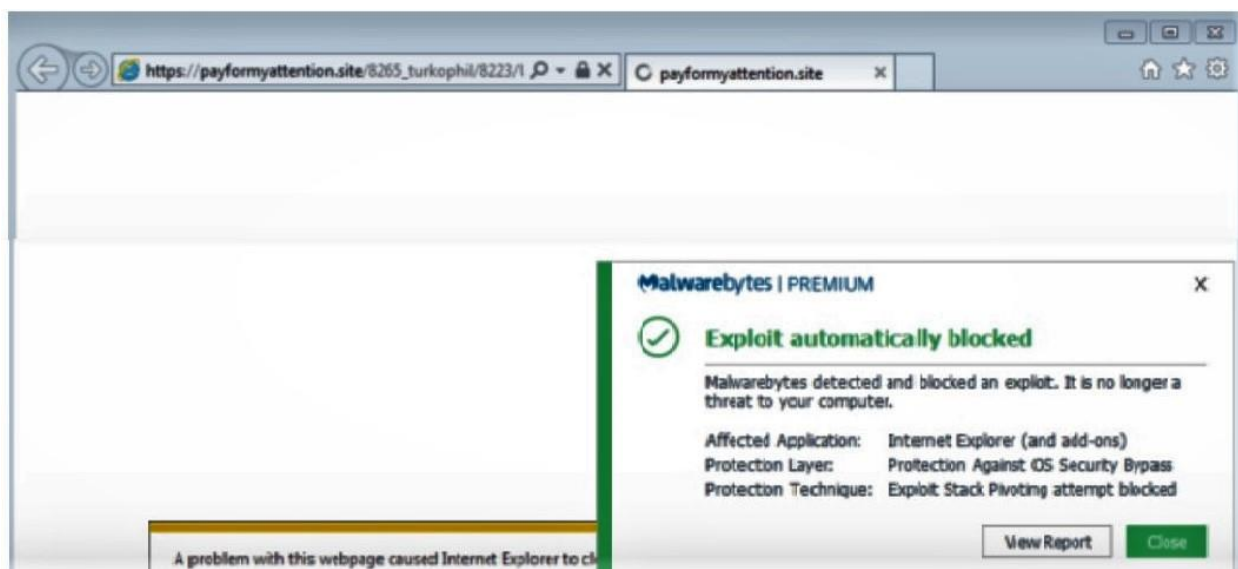 https://payformyattention.site/8265_turkophil/8223/
payformyattention.site
Malwarebytes | PREMIUM
X
Exploit automatically blocked
Malwarebytes detected and blocked an exploit. It is no longer a
threat to your computer.
Affected Application: Internet Explorer (and add-ons)
Protection Layer: Protection Against OS Security Bypass
Protection Technique: Exploit Stack Pivoting attempt blocked
View Report
Close
A problem with this webpage caused Internet Explorer to